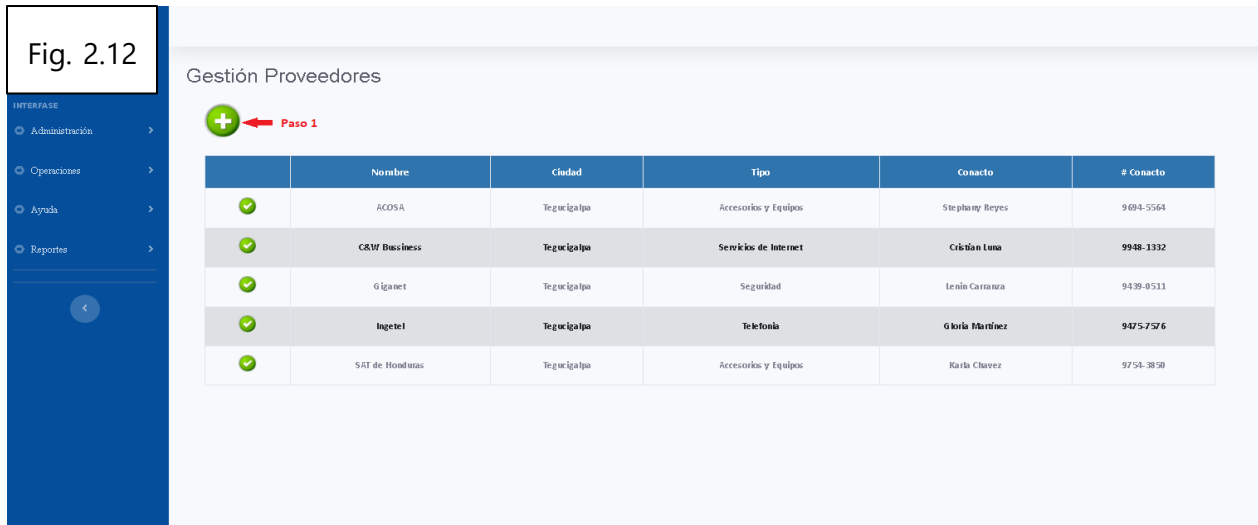 Fig. 2.12
Gestión Proveedores
INTERFASE
Administración
Operaciones
Ayuda
Reportes
Paso 1
Nombre Ciudad Tipo Conacto # Conacto
ACOSA Tegucigalpa Accesorios y Equipos Stephany Reyes 9694-5564
C&W Bussiness Tegucigalpa Servicios de Internet Cristian Luna 9948-1332
Giganet Tegucigalpa Seguridad Lenin Carranza 9439-0511
Ingetel Tegucigalpa Telefonia Gloria Martínez 9475-7576
SAT de Honduras Tegucigalpa Accesorios y Equipos Karla Chavez 9754-3850